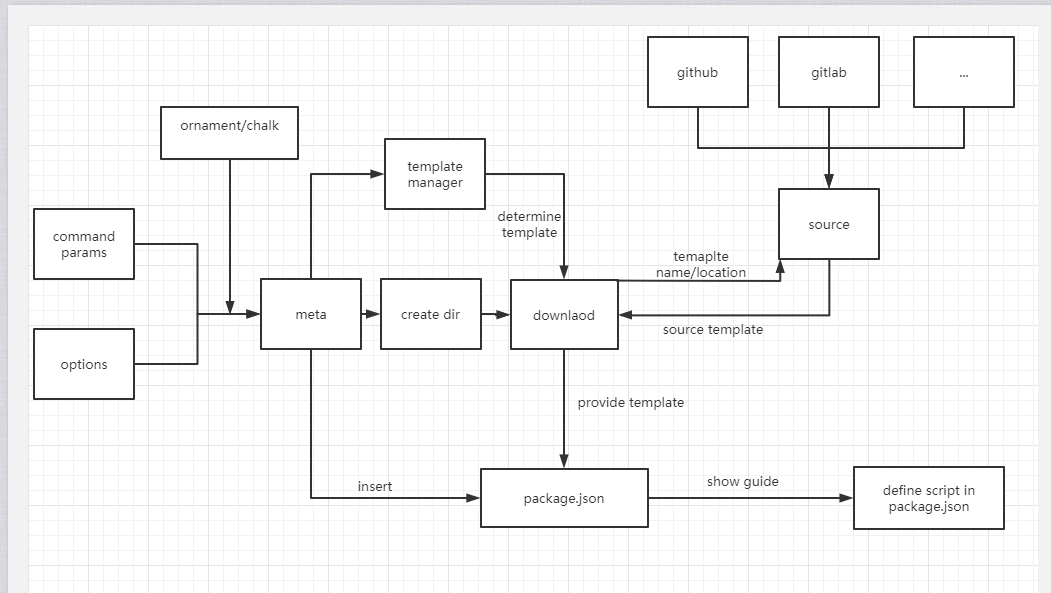 github
gitlab
...
ornament/chalk
template
manager
command
params
determine
template
source
temaplte
name/location
meta
create dir
downlaod
source template
options
provide template
insert
package.json
show guide
define script in
package.json